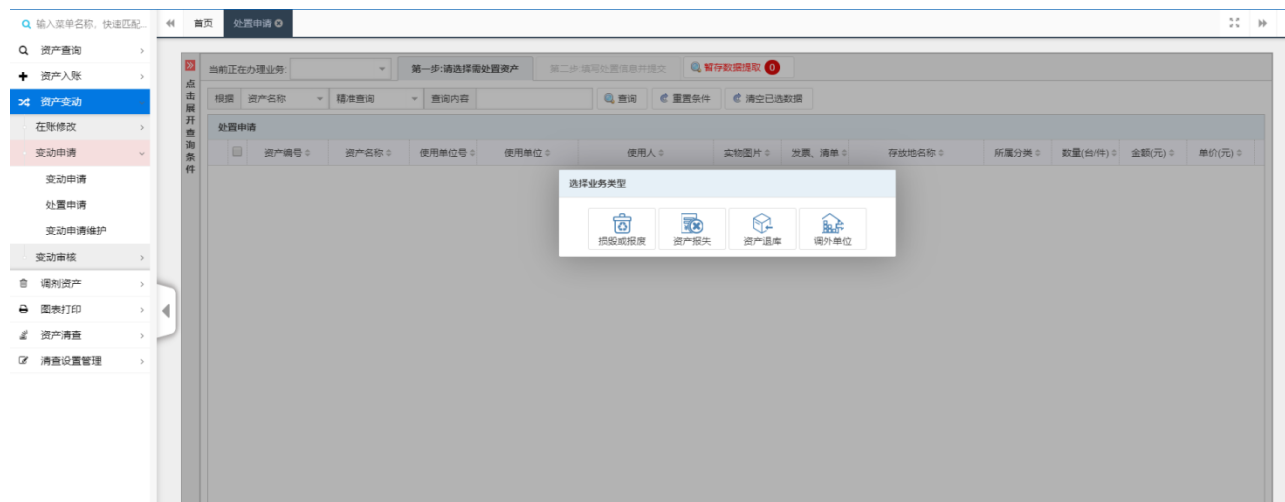 输入菜单名称，快速匹配...
首页
处置申请
资产查询
资产入账
资产变动
在账修改
变动申请
变动申请
处置申请
变动申请维护
变动审核
调剂资产
图表打印
资产清查
清查设置管理
点击展开查询条件
当前正在办理业务:
第一步:请选择需处置资产
第二步:填写处置信息并提交
暂存数据提取 0
根据 资产名称 精准查询 查询内容 查询 重置条件 清空已选数据
处置申请
资产编号 资产名称 使用单位号 使用单位 使用人 实物图片 发票、清单 存放地名称 所属分类 数量(台/件) 金额(元) 单价(元)
选择业务类型
损毁或报废 资产报失 资产退库 调外单位